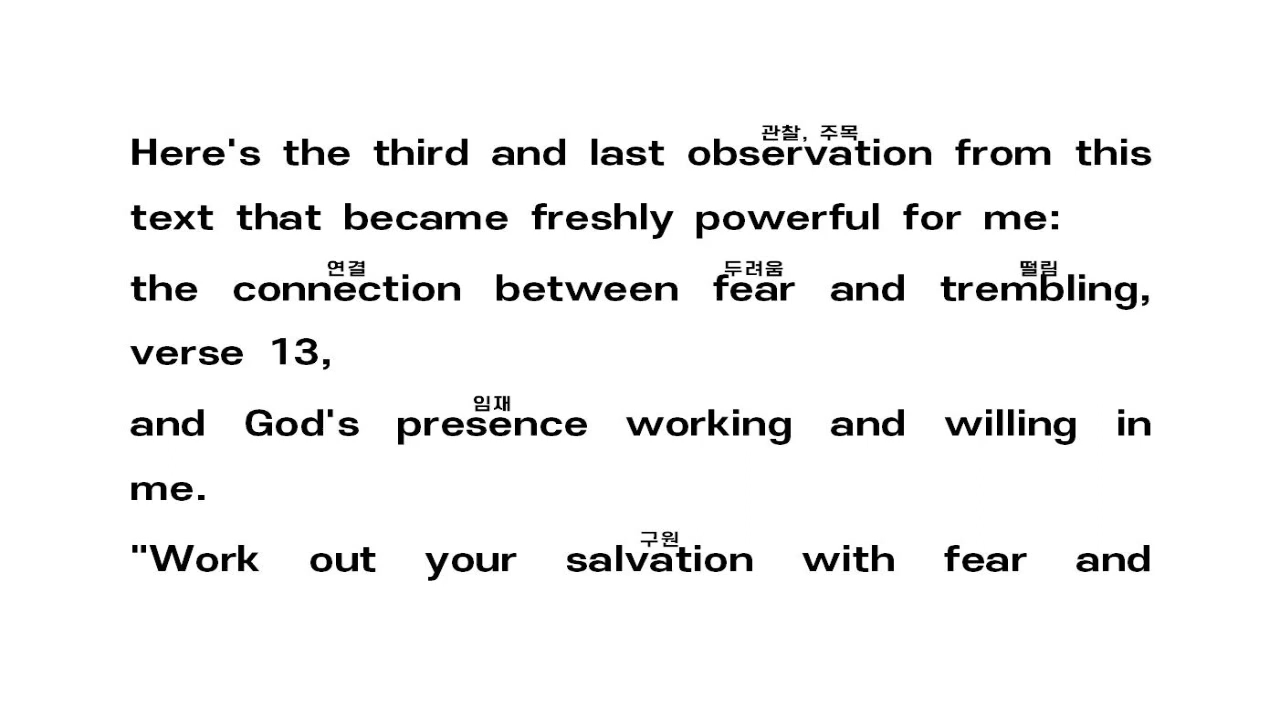 관찰, 주목
Here's the third and last observation from this
text that became freshly powerful for me:
연결 두려움 떨림
the connection between fear and trembling,
verse 13,
임재
and God's presence working and willing in
me.
구원
"Work out your salvation with fear and